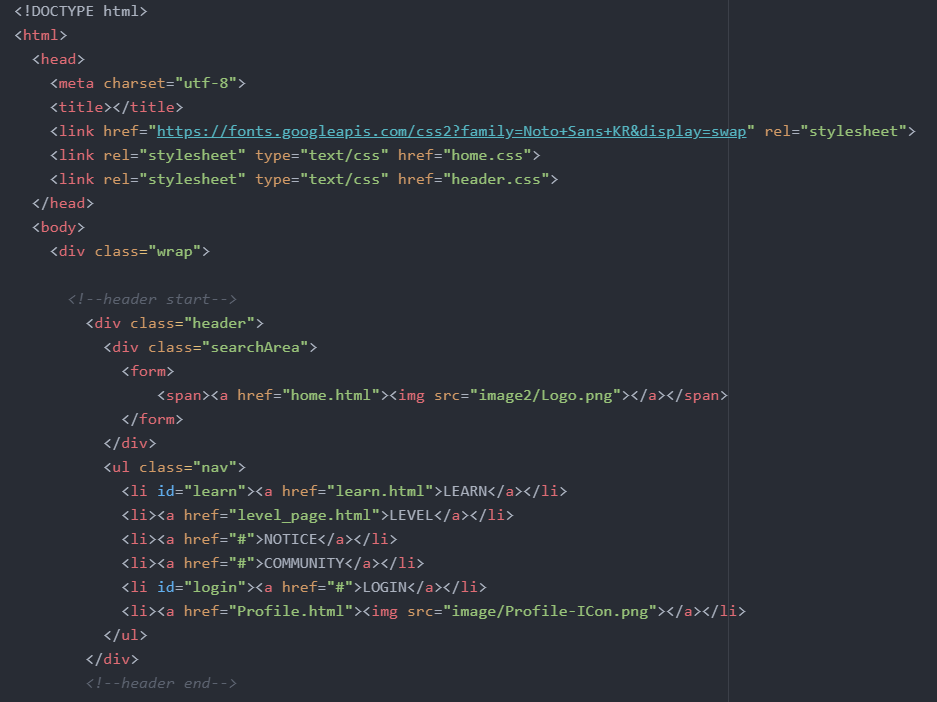 <!DOCTYPE html>
<html>
  <head>
    <meta charset="utf-8">
    <title></title>
    <link href="https://fonts.googleapis.com/css2?family=Noto+Sans+KR&display=swap" rel="stylesheet">
    <link rel="stylesheet" type="text/css" href="home.css">
    <link rel="stylesheet" type="text/css" href="header.css">
  </head>
  <body>
    <div class="wrap">

      <!--header start-->
        <div class="header">
          <div class="searchArea">
            <form>
                <span><a href="home.html"><img src="image2/Logo.png"></a></span>
            </form>
          </div>
          <ul class="nav">
            <li id="learn"><a href="learn.html">LEARN</a></li>
            <li><a href="level_page.html">LEVEL</a></li>
            <li><a href="#">NOTICE</a></li>
            <li><a href="#">COMMUNITY</a></li>
            <li id="login"><a href="#">LOGIN</a></li>
            <li><a href="Profile.html"><img src="image/Profile-ICon.png"></a></li>
          </ul>
        </div>
        <!--header end-->